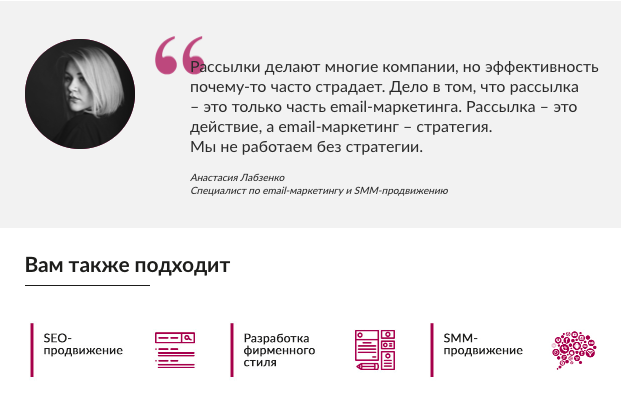 Рассылки делают многие компании, но эффективность
почему-то часто страдает. Дело в том, что рассылка
– это только часть email-маркетинга. Рассылка – это
действие, а email-маркетинг – стратегия.
Мы не работаем без стратегии.
Анастасия Лабзенко
Специалист по email-маркетингу и SMM-продвижению
Вам также подходит
SEO-
продвижение
Разработка
фирменного
стиля
SMM-
продвижение